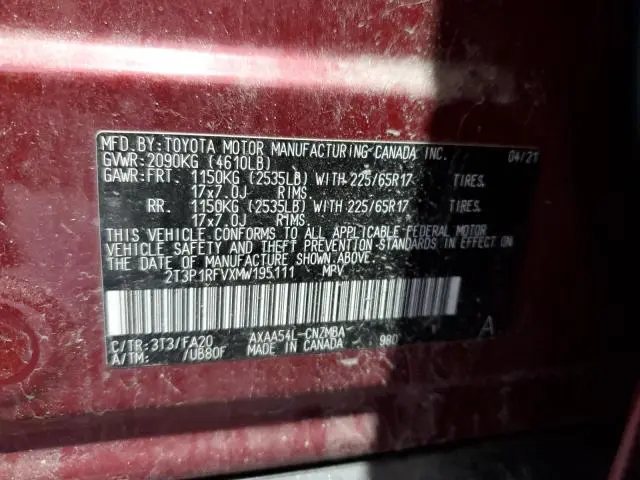 MFD.BY:TOYOTA MOTOR MANUFACTURING CANADA INC. 04/21
GVWR:2090KG (4610LB)
GAWR:FRT. 1150KG (2535LB) WITH 225/65R17 TIRES.
17x7.0J RIMS
RR. 1150KG (2535LB) WITH 225/65R17 TIRES.
17x7.0J RIMS
THIS VEHICLE CONFORMS TO ALL APPLICABLE FEDERAL MOTOR
VEHICLE SAFETY, BUMPER, AND THEFT PREVENTION STANDARDS IN EFFECT ON
THE DATE OF MANUFACTURE SHOWN ABOVE.
2T3P1RFVXMW195111 MPV
C/TR:3T3/FA20 AXAA54L-CNZMBA 980 A
A/TM: /UB80F MADE IN CANADA